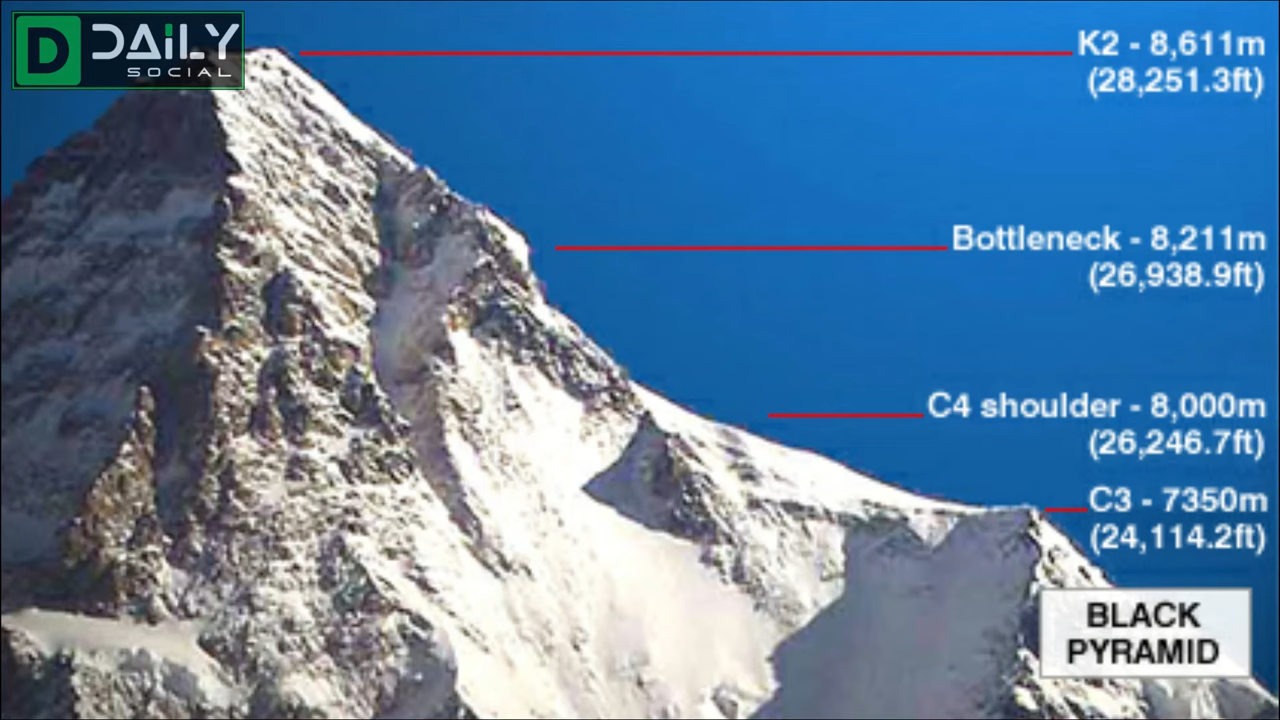 D DAILY
SOCIAL
K2 - 8,611m
(28,251.3ft)
Bottleneck - 8,211m
(26,938.9ft)
C4 shoulder - 8,000m
(26,246.7ft)
C3 - 7350m
(24,114.2ft)
BLACK
PYRAMID